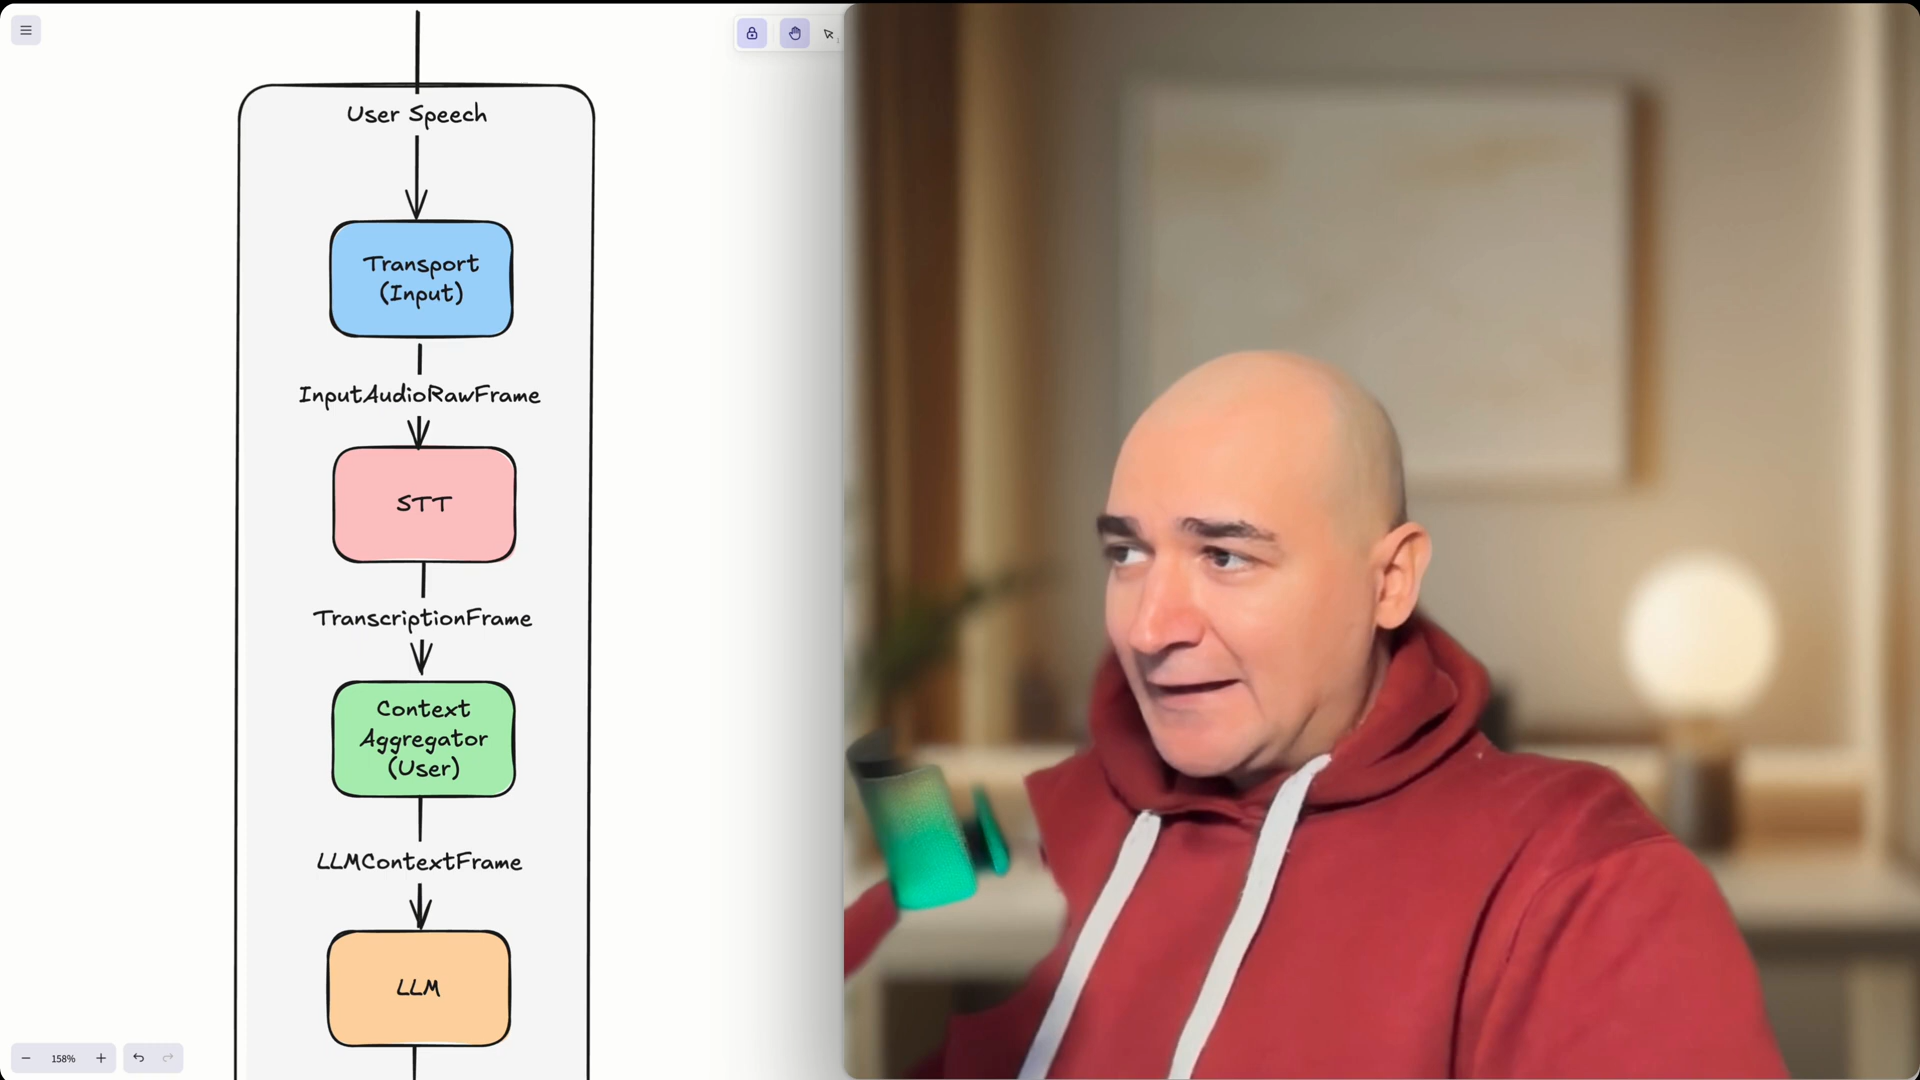 User Speech
Transport
(Input)
InputAudioRawFrame
STT
TranscriptionFrame
Context
Aggregator
(User)
LLMContextFrame
LLM
158%